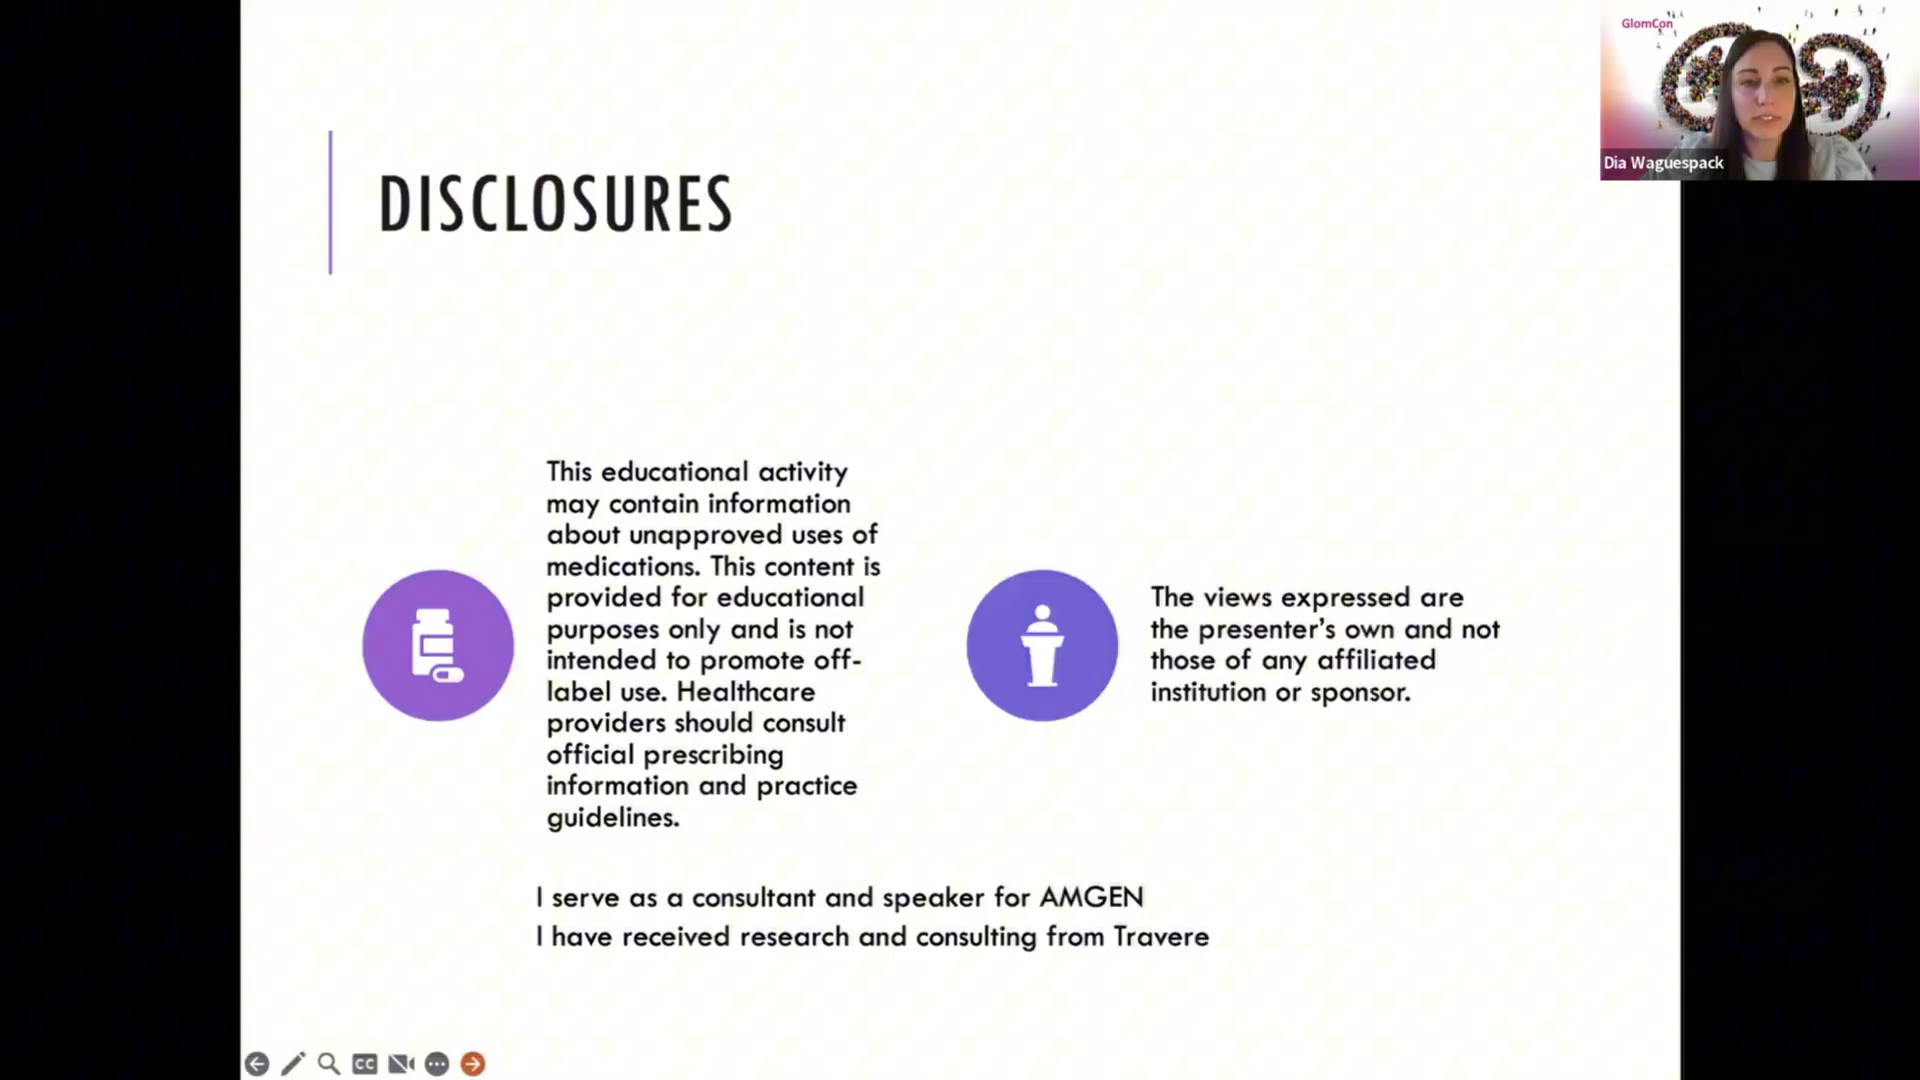 GlomCon
Dia Waguespack
DISCLOSURES
This educational activity
may contain information
about unapproved uses of
medications. This content is
provided for educational
purposes only and is not
intended to promote off-
label use. Healthcare
providers should consult
official prescribing
information and practice
guidelines.
The views expressed are
the presenter’s own and not
those of any affiliated
institution or sponsor.
I serve as a consultant and speaker for AMGEN
I have received research and consulting from Travere
CC